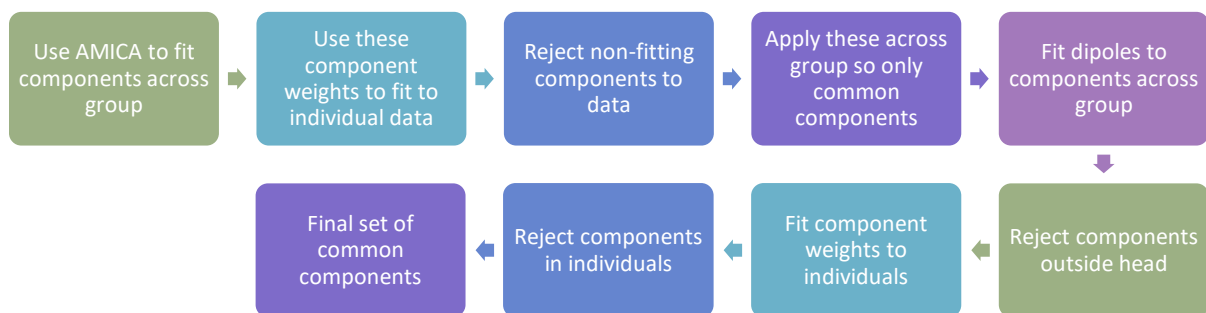 Use AMICA to fit
components across
group
Use these
component
weights to fit to
individual data
Reject non-fitting
components to
data
Apply these across
group so only
common
components
Fit dipoles to
components across
group
Reject components
outside head
Fit component
weights to
individuals
Reject components
in individuals
Final set of
common
components